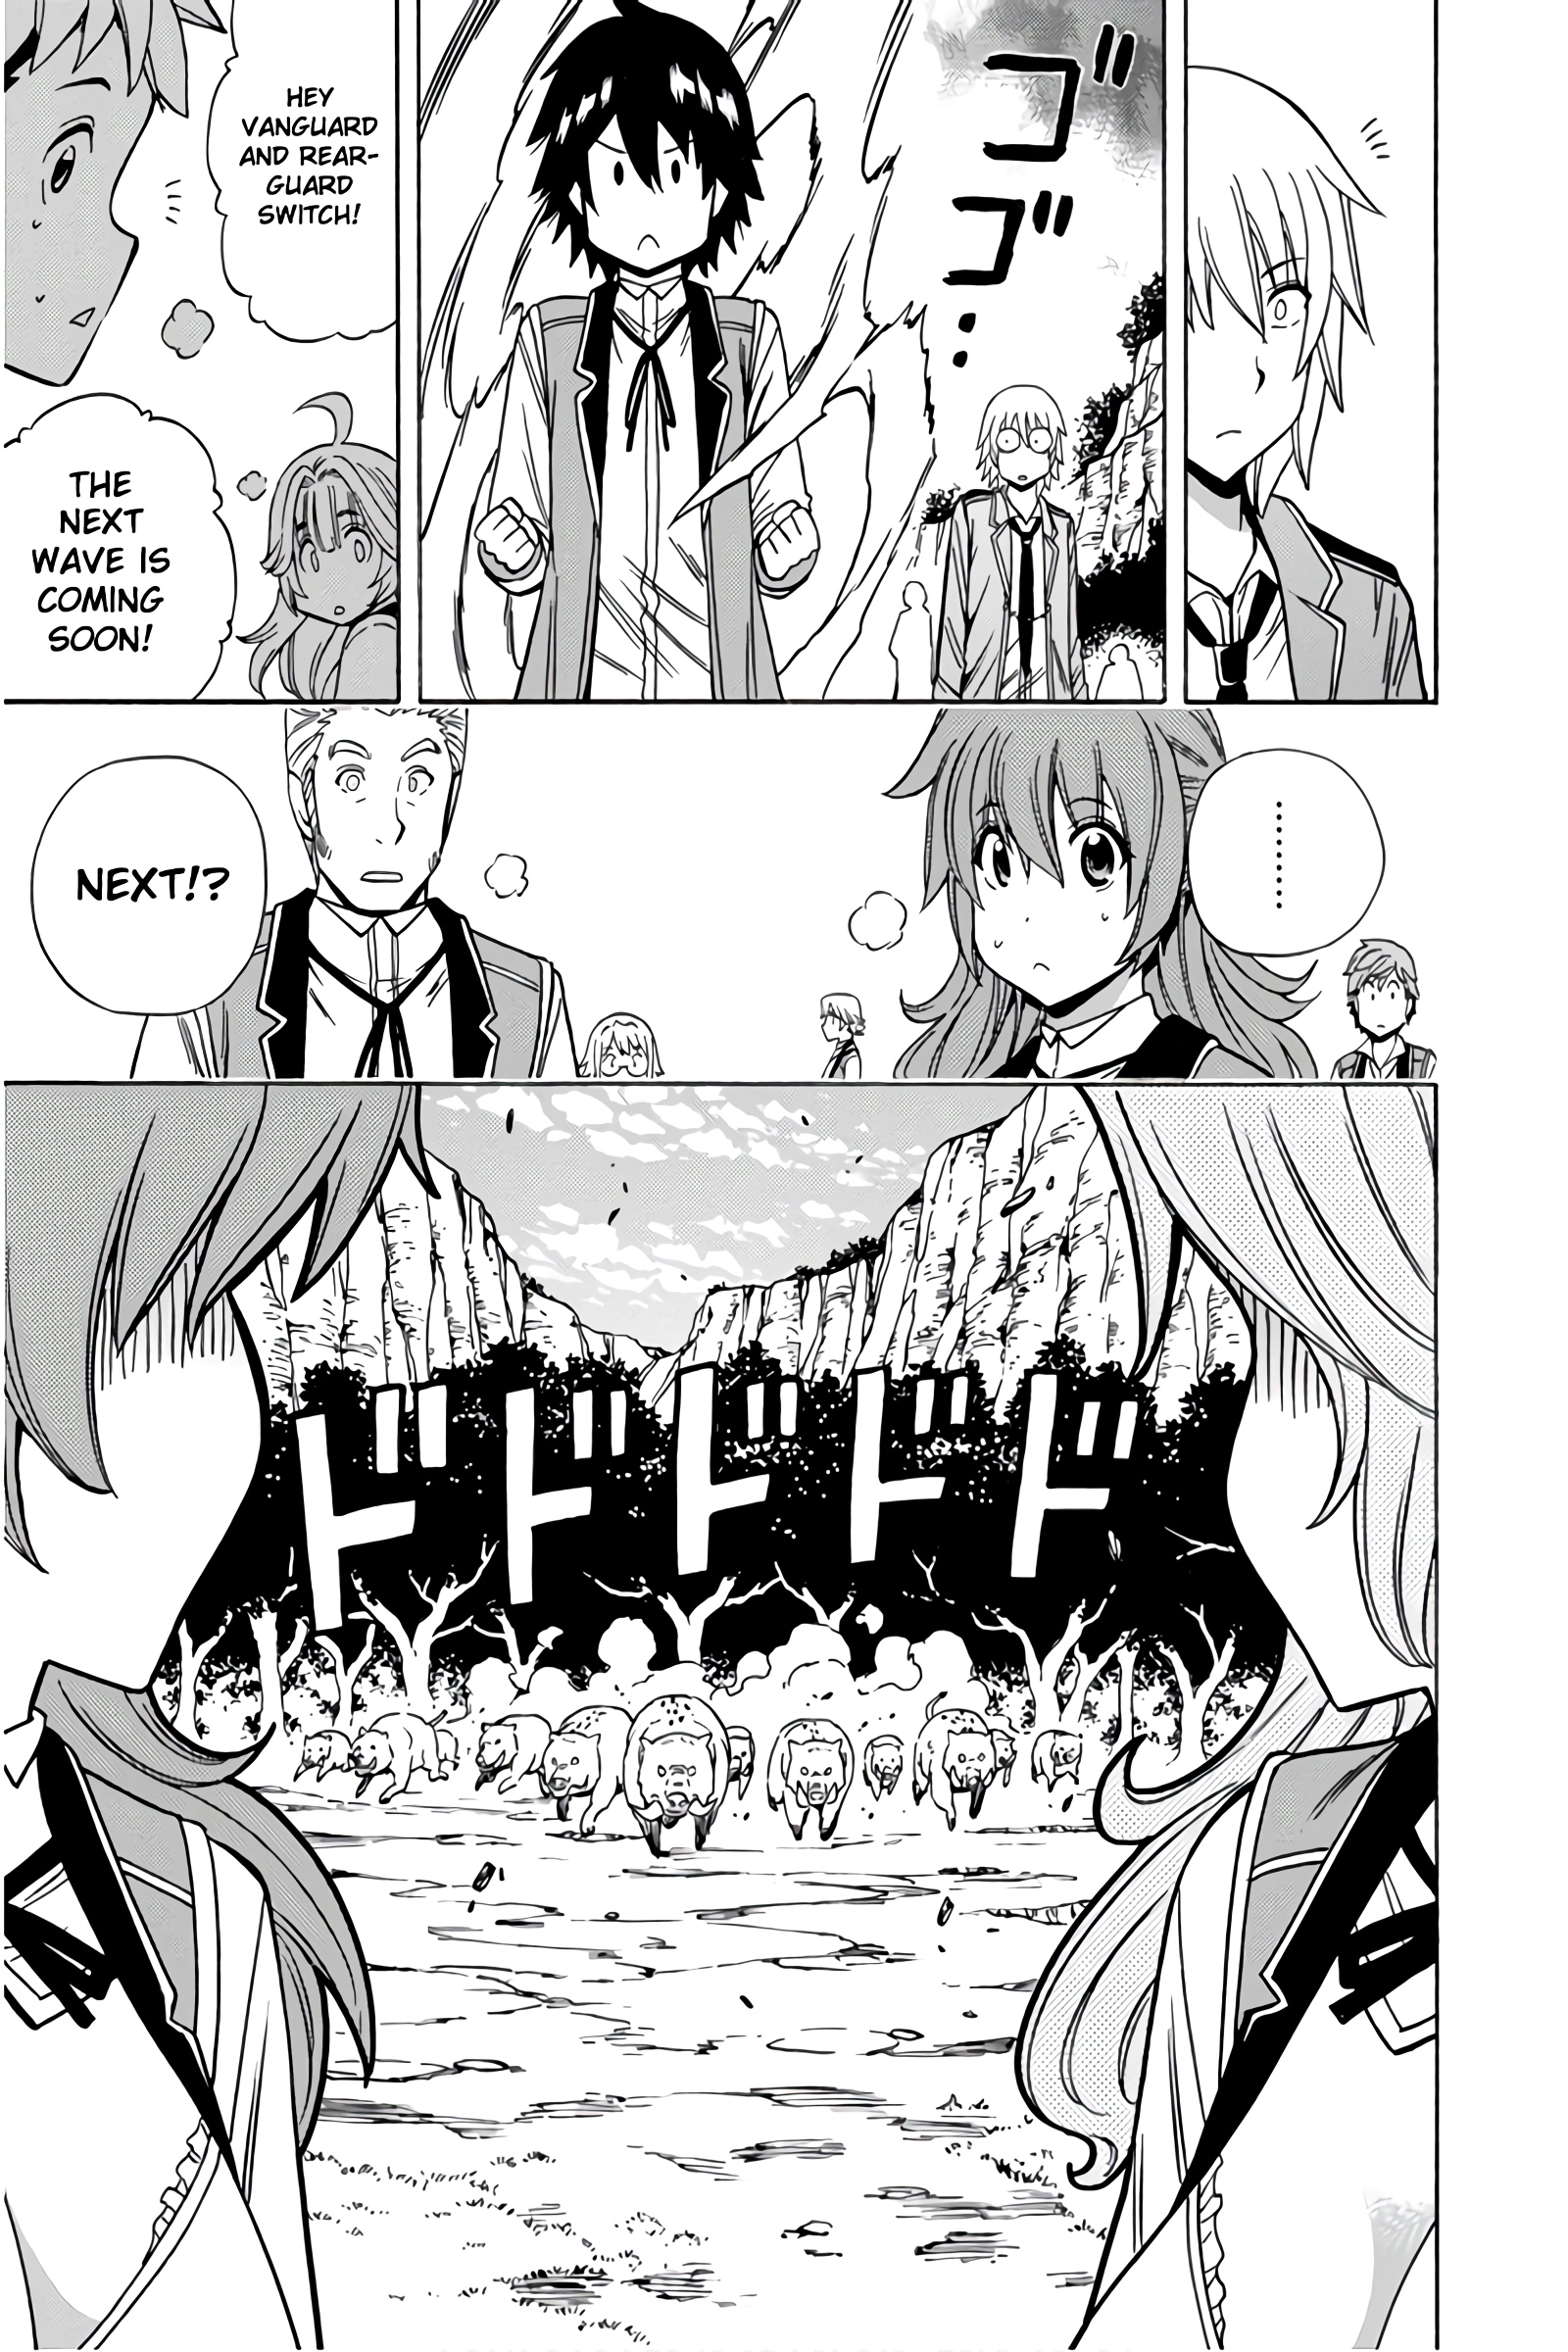 ゴゴ...
HEY
VANGUARD
AND REAR-
GUARD
SWITCH!
THE
NEXT
WAVE IS
COMING
SOON!
.........
NEXT!?
ドドドドド